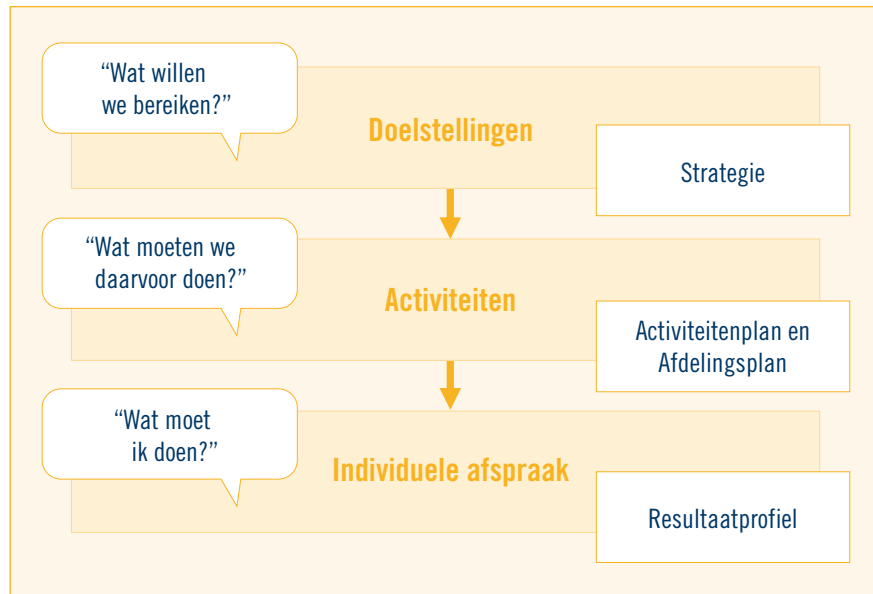 “Wat willen
we bereiken?”
Doelstellingen
Strategie
“Wat moeten we
daarvoor doen?”
Activiteiten
Activiteitenplan en
Afdelingsplan
“Wat moet
ik doen?”
Individuele afspraak
Resultaatprofiel